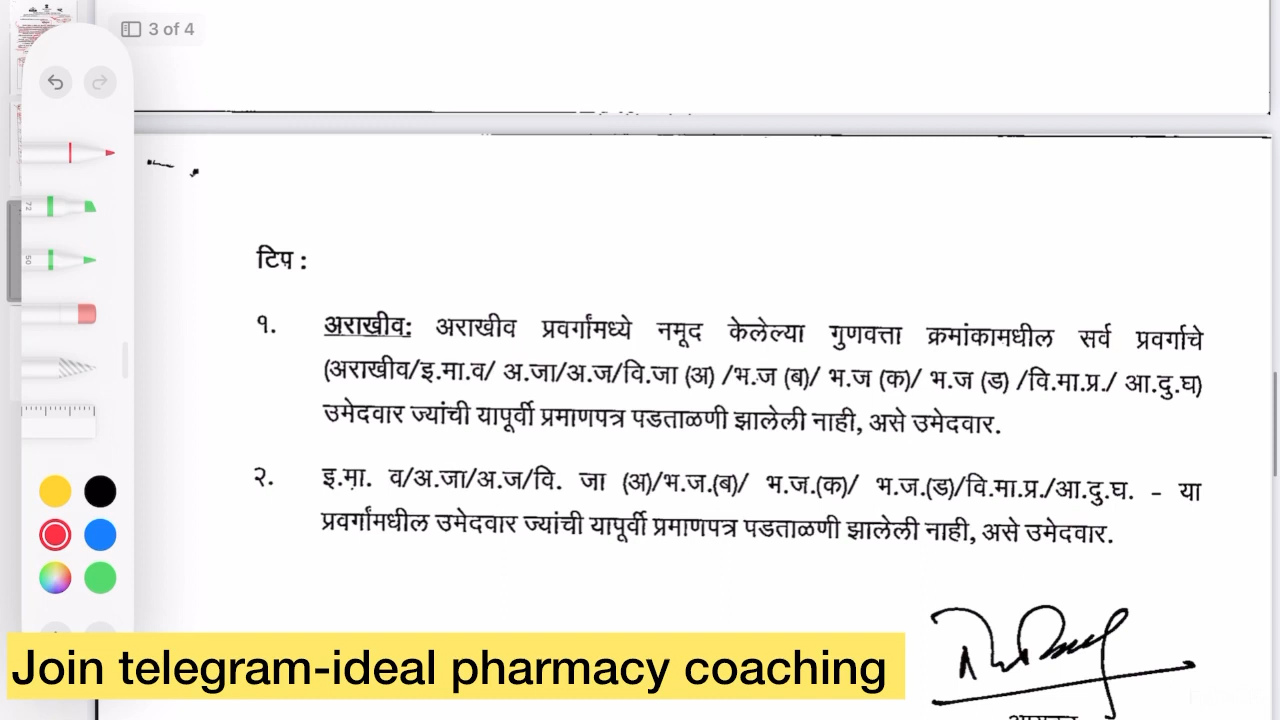 3 of 4
टिप :
१. अराखीव: अराखीव प्रवर्गांमध्ये नमूद केलेल्या गुणवत्ता क्रमांकामधील सर्व प्रवर्गाचे
(अराखीव/इ.मा.व/ अ.जा/अ.ज/वि.जा (अ) /भ.ज (ब)/ भ.ज (क)/ भ.ज (ड) /वि.मा.प्र./ आ.दु.घ)
उमेदवार ज्यांची यापूर्वी प्रमाणपत्र पडताळणी झालेली नाही, असे उमेदवार.
२. इ.मा. व/अ.जा/अ.ज/वि. जा (अ)/भ.ज.(ब)/ भ.ज.(क)/ भ.ज.(ड)/वि.मा.प्र./आ.दु.घ. - या
प्रवर्गांमधील उमेदवार ज्यांची यापूर्वी प्रमाणपत्र पडताळणी झालेली नाही, असे उमेदवार.
Join telegram-ideal pharmacy coaching